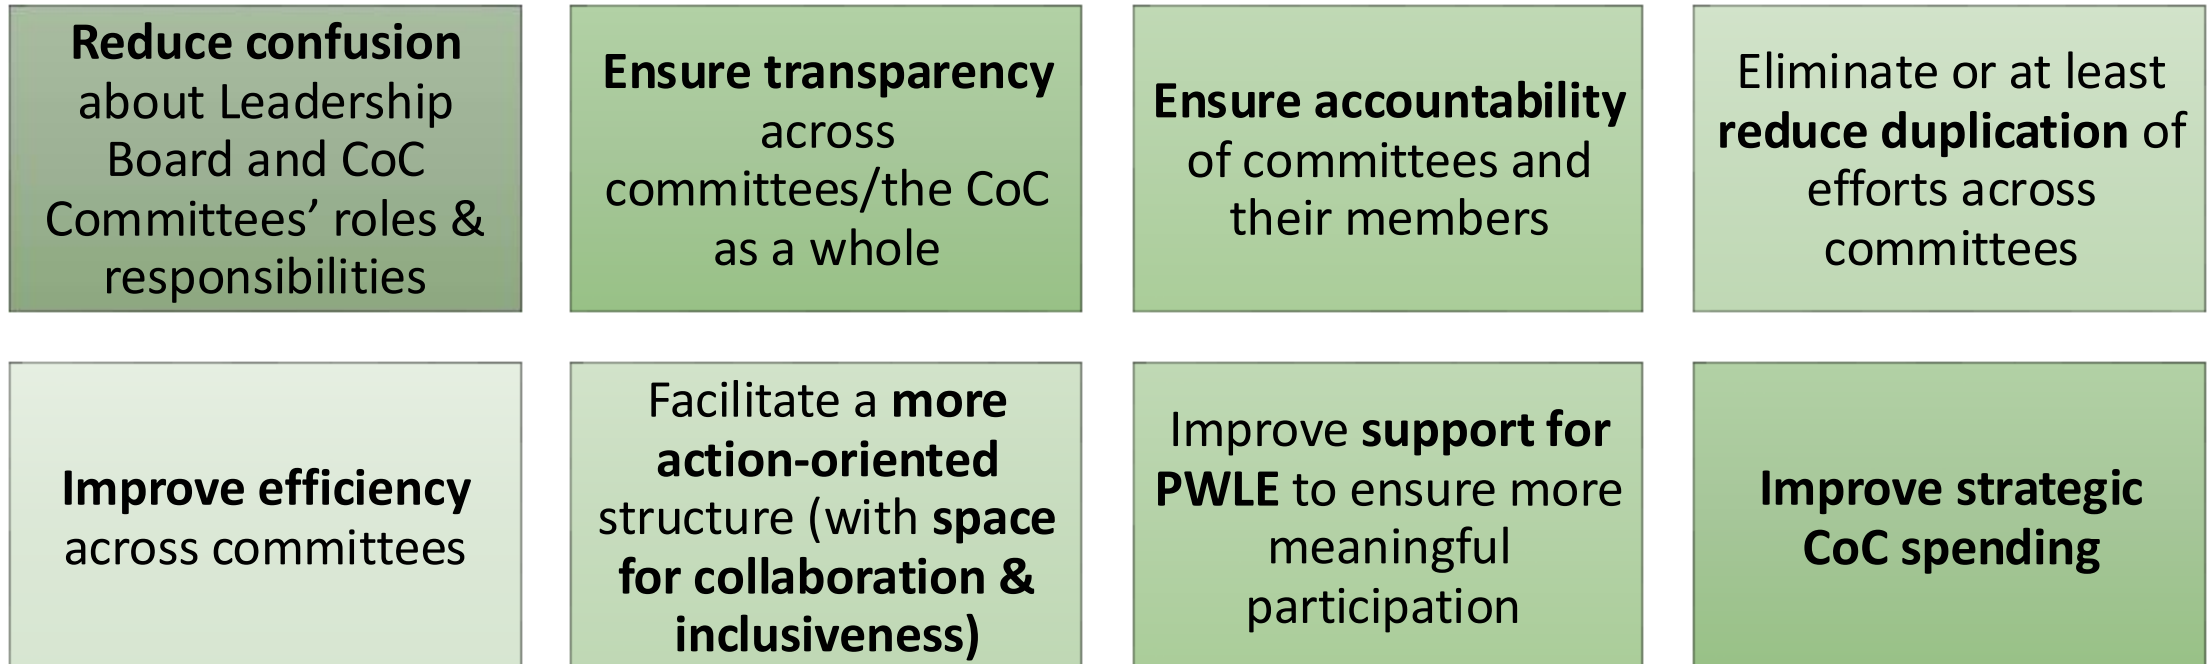 Reduce confusion
about Leadership
Board and CoC
Committees’ roles &
responsibilities
Ensure transparency
across
committees/the CoC
as a whole
Ensure accountability
of committees and
their members
Eliminate or at least
reduce duplication of
efforts across
committees
Improve efficiency
across committees
Facilitate a more
action-oriented
structure (with space
for collaboration &
inclusiveness)
Improve support for
PWLE to ensure more
meaningful
participation
Improve strategic
CoC spending